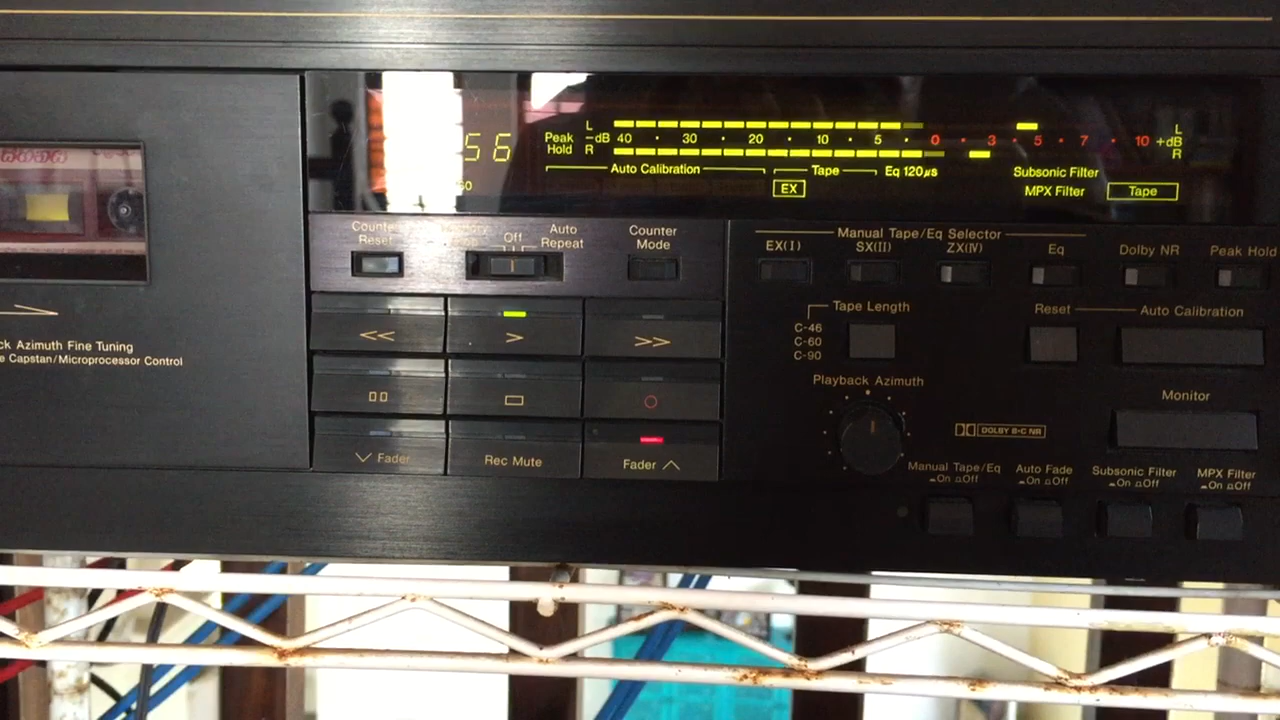 56
Peak Hold
L
-dB 40 · 30 · 20 · 10 · 5 · 0 · 3 · 5 · 7 · 10 +dB
R
L
R
Auto Calibration
Tape
Eq 120µs
EX
Subsonic Filter
MPX Filter
Tape
Counter Reset
Off
Auto Repeat
Counter Mode
<<
>
>>
Fader
Rec Mute
Fader
Manual Tape/Eq Selector
EX(I)
SX(II)
ZX(IV)
Eq
Dolby NR
Peak Hold
Tape Length
C-46
C-60
C-90
Reset
Auto Calibration
Playback Azimuth
Monitor
DOLBY B-C NR
Manual Tape/Eq
On Off
Auto Fade
On Off
Subsonic Filter
On Off
MPX Filter
On Off
ck Azimuth Fine Tuning
e Capstan/Microprocessor Control